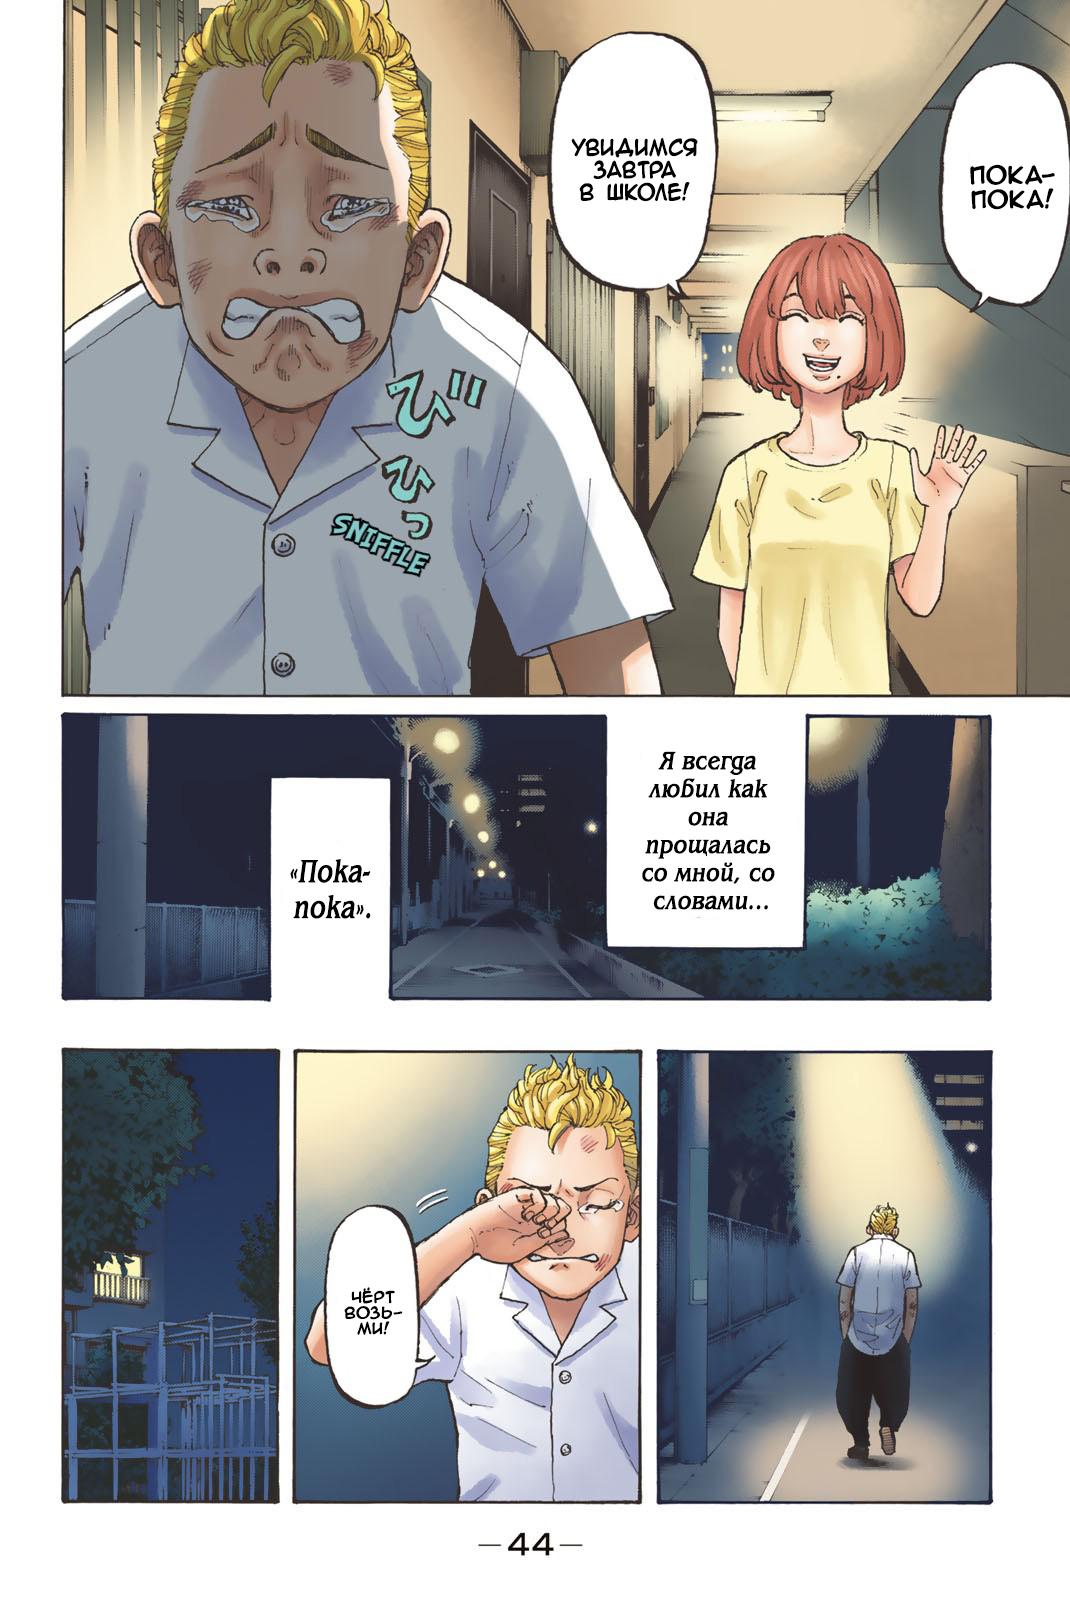 ПОКА-
ПОКА!
УВИДИМСЯ
ЗАВТРА
В ШКОЛЕ!
びﾞ
ひっ
SNIFFLE
Я всегда
любил как
она
прощалась
со мной, со
словами...
«Пока-
пока».
ЧЁРТ
ВОЗЬ-
МИ!
—44—